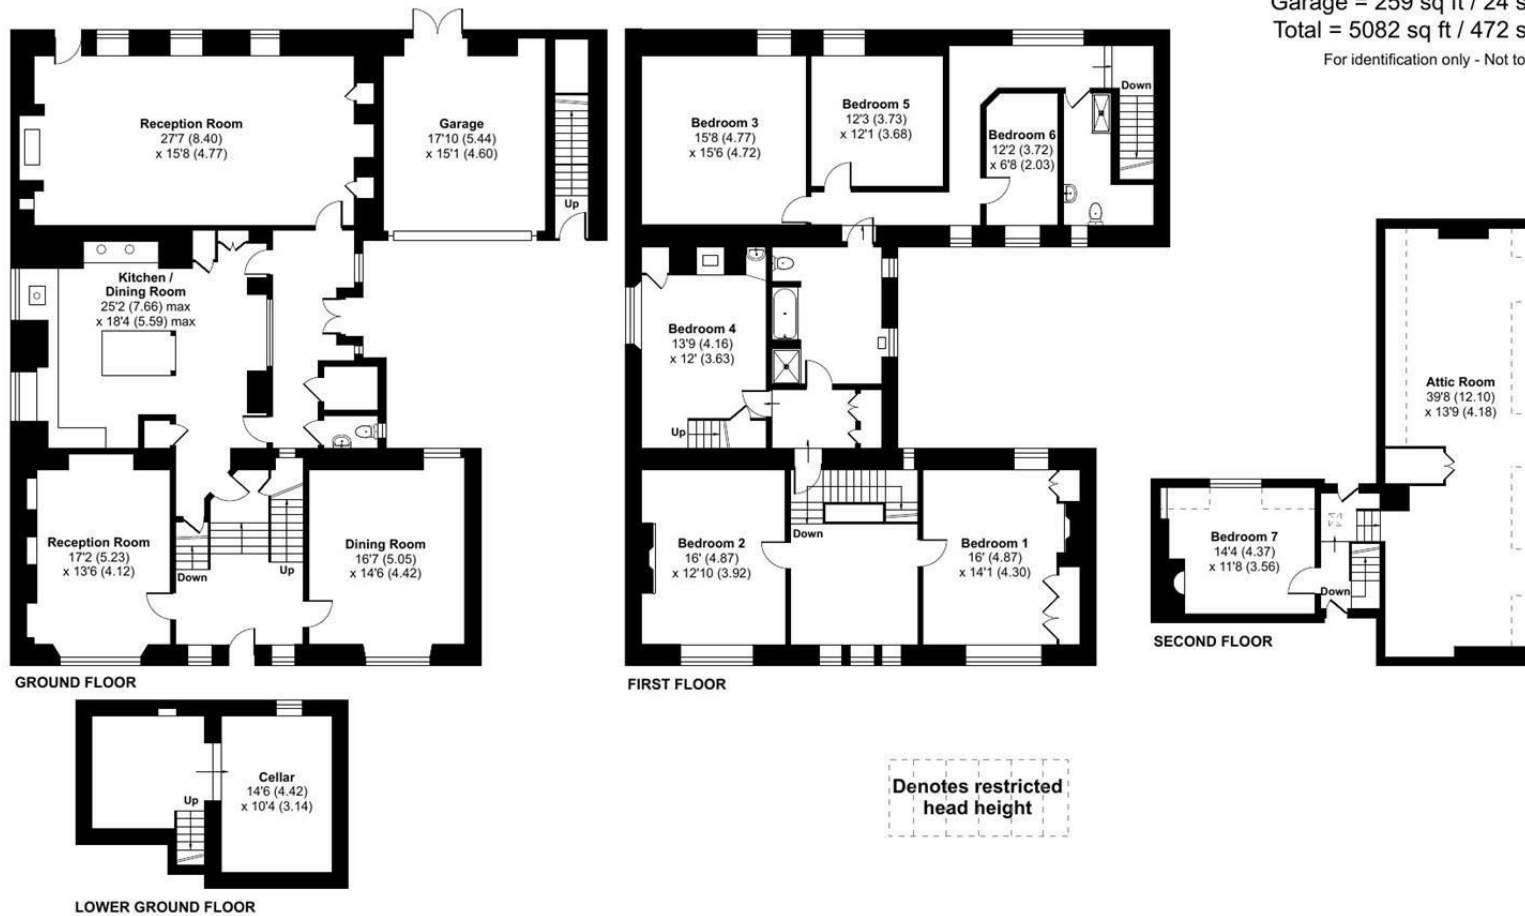 Garage = 259 sq ft / 24 s
Total = 5082 sq ft / 472 s
For identification only - Not to
Reception Room
27'7 (8.40)
x 15'8 (4.77)
Garage
17'10 (5.44)
x 15'1 (4.60)
Up
Kitchen /
Dining Room
25'2 (7.66) max
x 18'4 (5.59) max
Reception Room
17'2 (5.23)
x 13'6 (4.12)
Down
Up
Dining Room
16'7 (5.05)
x 14'6 (4.42)
GROUND FLOOR
Bedroom 3
15'8 (4.77)
x 15'6 (4.72)
Bedroom 5
12'3 (3.73)
x 12'1 (3.68)
Bedroom 6
12'2 (3.72)
x 6'8 (2.03)
Down
Bedroom 4
13'9 (4.16)
x 12' (3.63)
Up
Bedroom 2
16' (4.87)
x 12'10 (3.92)
Down
Bedroom 1
16' (4.87)
x 14'1 (4.30)
FIRST FLOOR
Attic Room
39'8 (12.10)
x 13'9 (4.18)
Bedroom 7
14'4 (4.37)
x 11'8 (3.56)
Down
SECOND FLOOR
Cellar
14'6 (4.42)
x 10'4 (3.14)
Up
LOWER GROUND FLOOR
Denotes restricted
head height